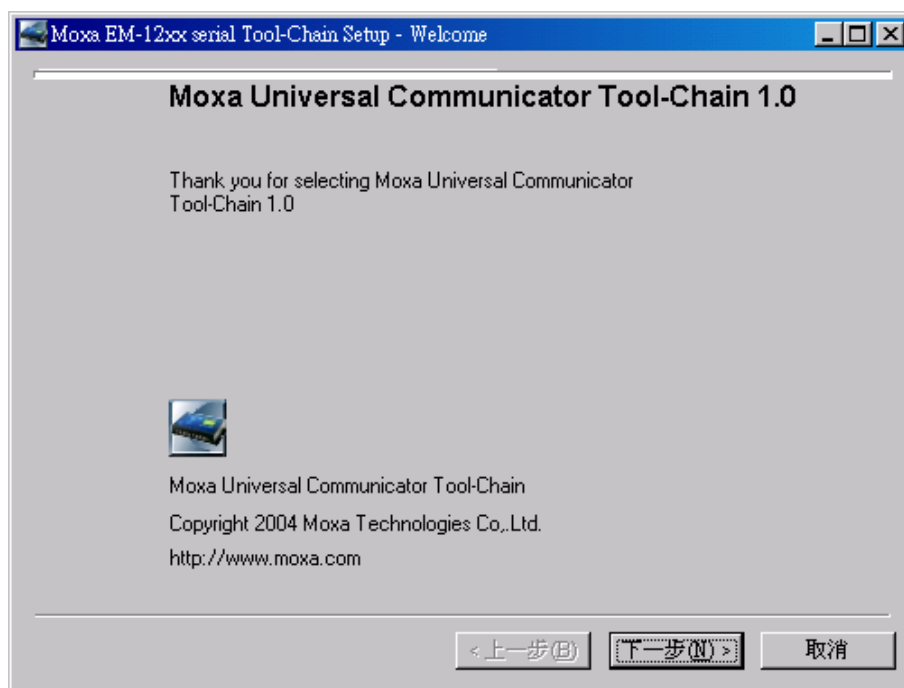 Moxa EM-12xx serial Tool-Chain Setup - Welcome
Moxa Universal Communicator Tool-Chain 1.0
Thank you for selecting Moxa Universal Communicator
Tool-Chain 1.0
Moxa Universal Communicator Tool-Chain
Copyright 2004 Moxa Technologies Co,.Ltd.
http://www.moxa.com
<上一步(B) 下一步(N) > 取消